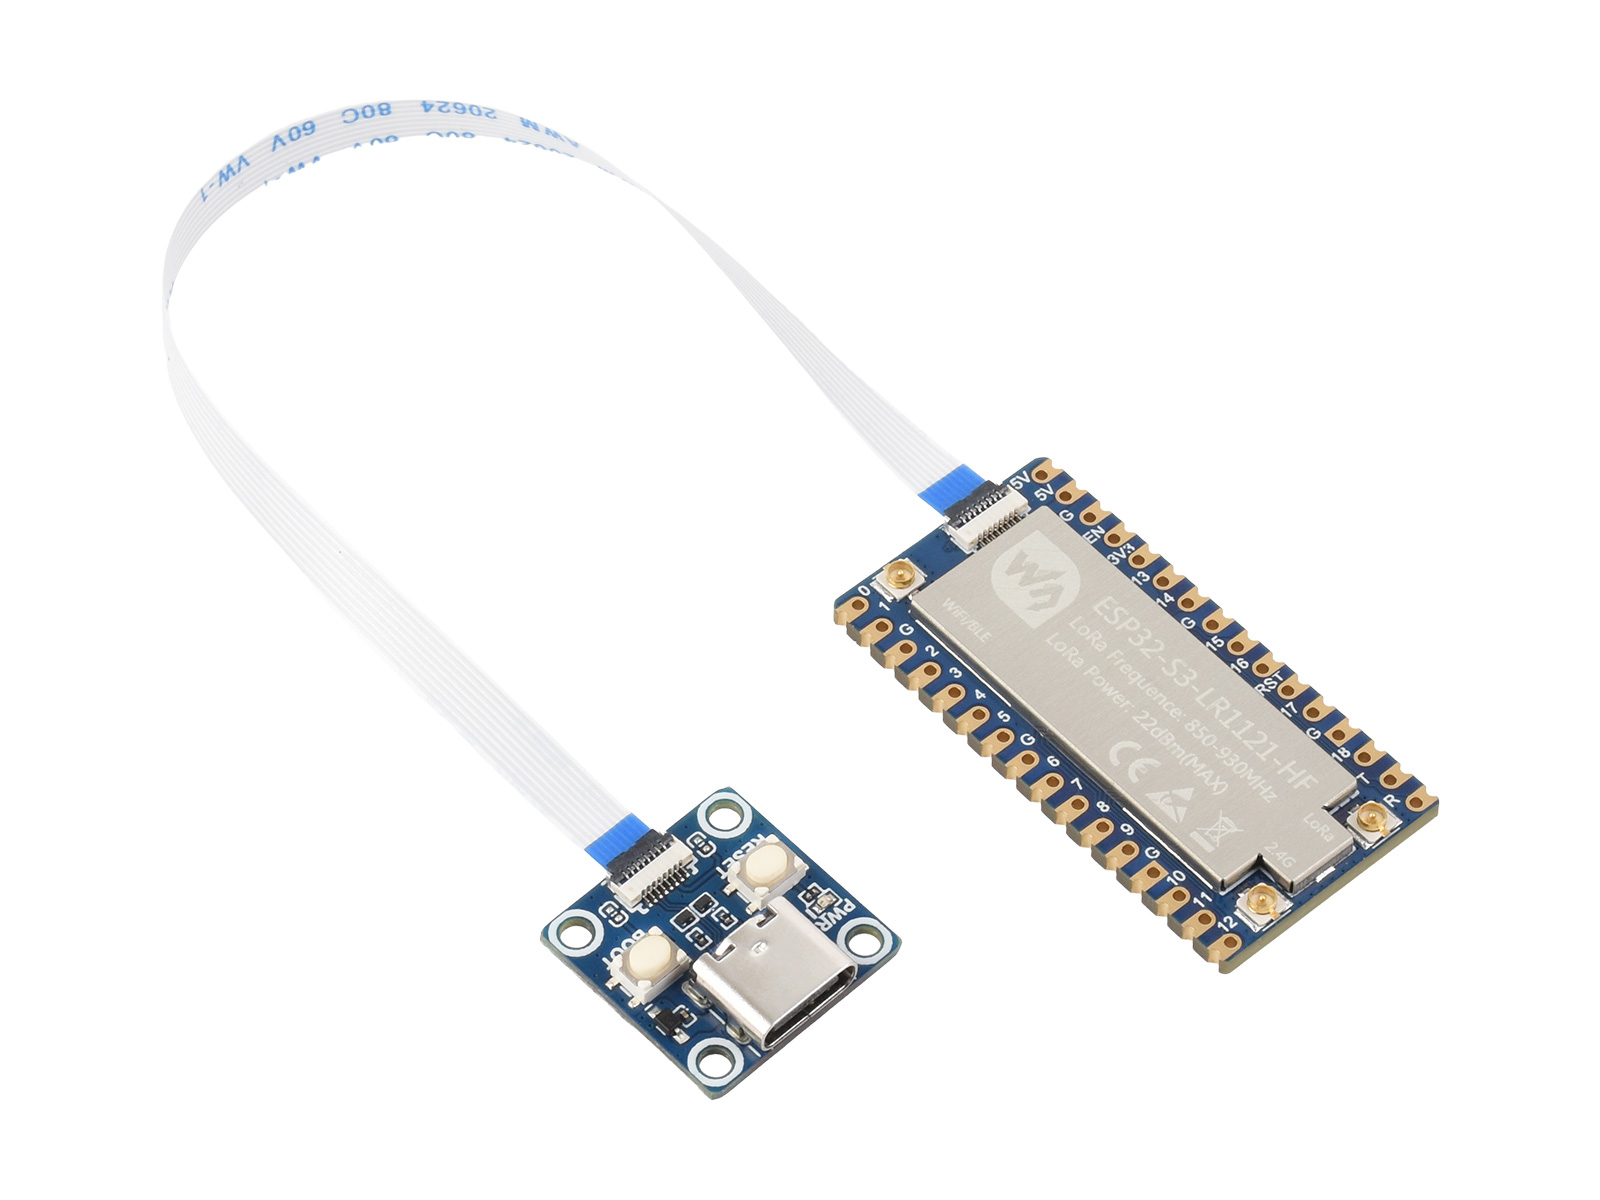 AWM 20624 80C 60V VW-1
5V
5V
G
EN
3V3
13
14
G
15
16
RST
17
G
18
T
R
0
1
G
2
3
4
5
G
6
7
8
9
G
10
11
12
WiFi/BLE
ESP32-S3-LR1121-HF
LoRa Frequence: 850-930MHz
LoRa Power: 22dBm(MAX)
CE
LoRa
2.4G
RESET
BOOT
PWR